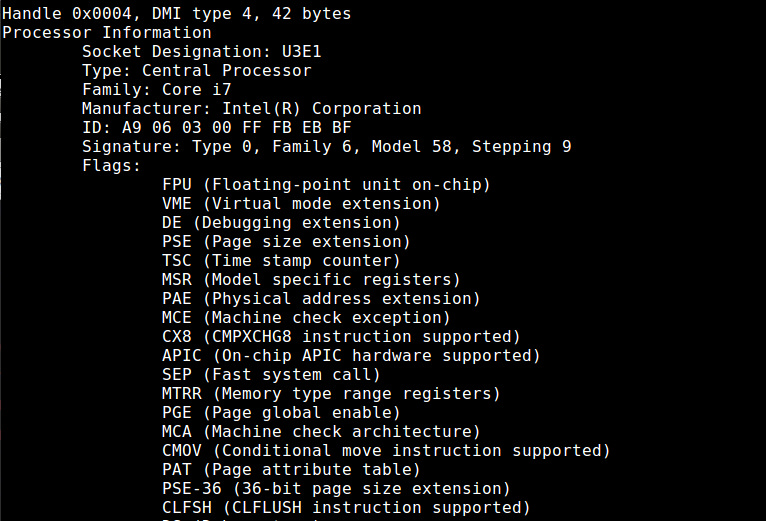 Handle 0x0004, DMI type 4, 42 bytes
Processor Information
Socket Designation: U3E1
Type: Central Processor
Family: Core i7
Manufacturer: Intel(R) Corporation
ID: A9 06 03 00 FF FB EB BF
Signature: Type 0, Family 6, Model 58, Stepping 9
Flags:
FPU (Floating-point unit on-chip)
VME (Virtual mode extension)
DE (Debugging extension)
PSE (Page size extension)
TSC (Time stamp counter)
MSR (Model specific registers)
PAE (Physical address extension)
MCE (Machine check exception)
CX8 (CMPXCHG8 instruction supported)
APIC (On-chip APIC hardware supported)
SEP (Fast system call)
MTRR (Memory type range registers)
PGE (Page global enable)
MCA (Machine check architecture)
CMOV (Conditional move instruction supported)
PAT (Page attribute table)
PSE-36 (36-bit page size extension)
CLFSH (CLFLUSH instruction supported)